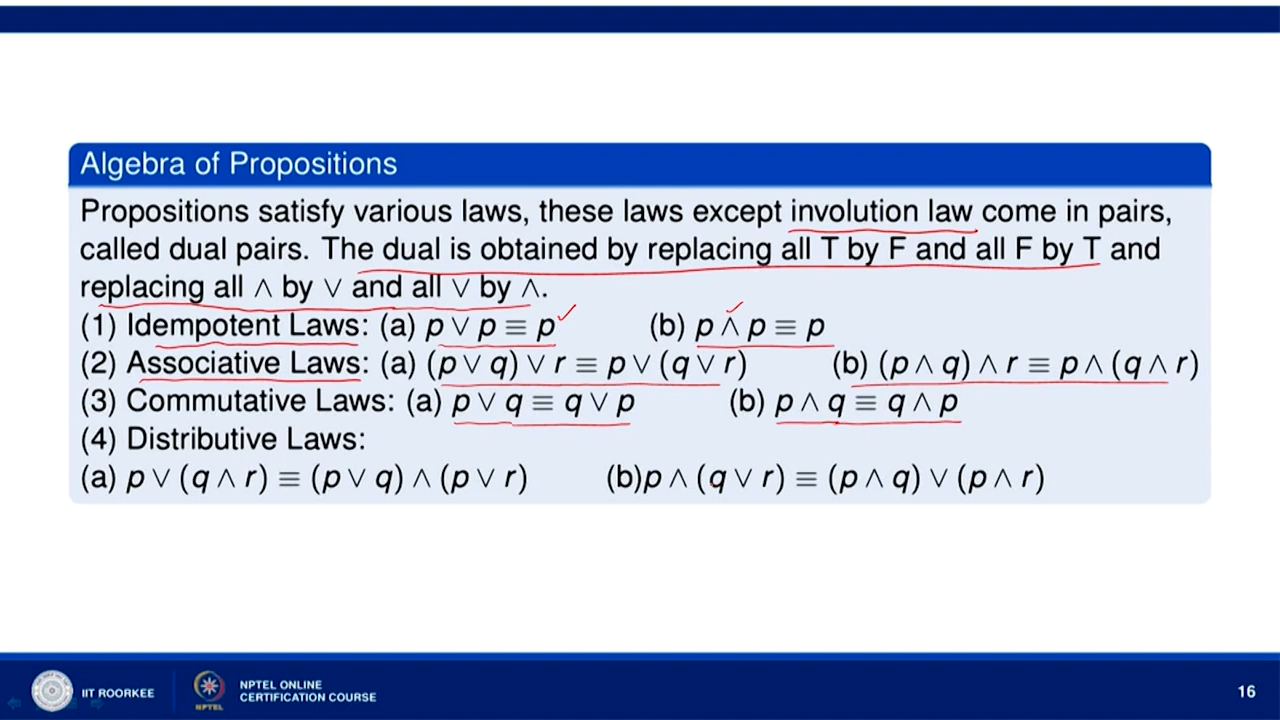 Algebra of Propositions
Propositions satisfy various laws, these laws except involution law come in pairs,
called dual pairs. The dual is obtained by replacing all T by F and all F by T and
replacing all ∧ by ∨ and all ∨ by ∧.
(1) Idempotent Laws: (a) p ∨ p ≡ p (b) p ∧ p ≡ p
(2) Associative Laws: (a) (p ∨ q) ∨ r ≡ p ∨ (q ∨ r) (b) (p ∧ q) ∧ r ≡ p ∧ (q ∧ r)
(3) Commutative Laws: (a) p ∨ q ≡ q ∨ p (b) p ∧ q ≡ q ∧ p
(4) Distributive Laws:
(a) p ∨ (q ∧ r) ≡ (p ∨ q) ∧ (p ∨ r) (b)p ∧ (q ∨ r) ≡ (p ∧ q) ∨ (p ∧ r)
IIT ROORKEE
NPTEL
NPTEL ONLINE
CERTIFICATION COURSE
16